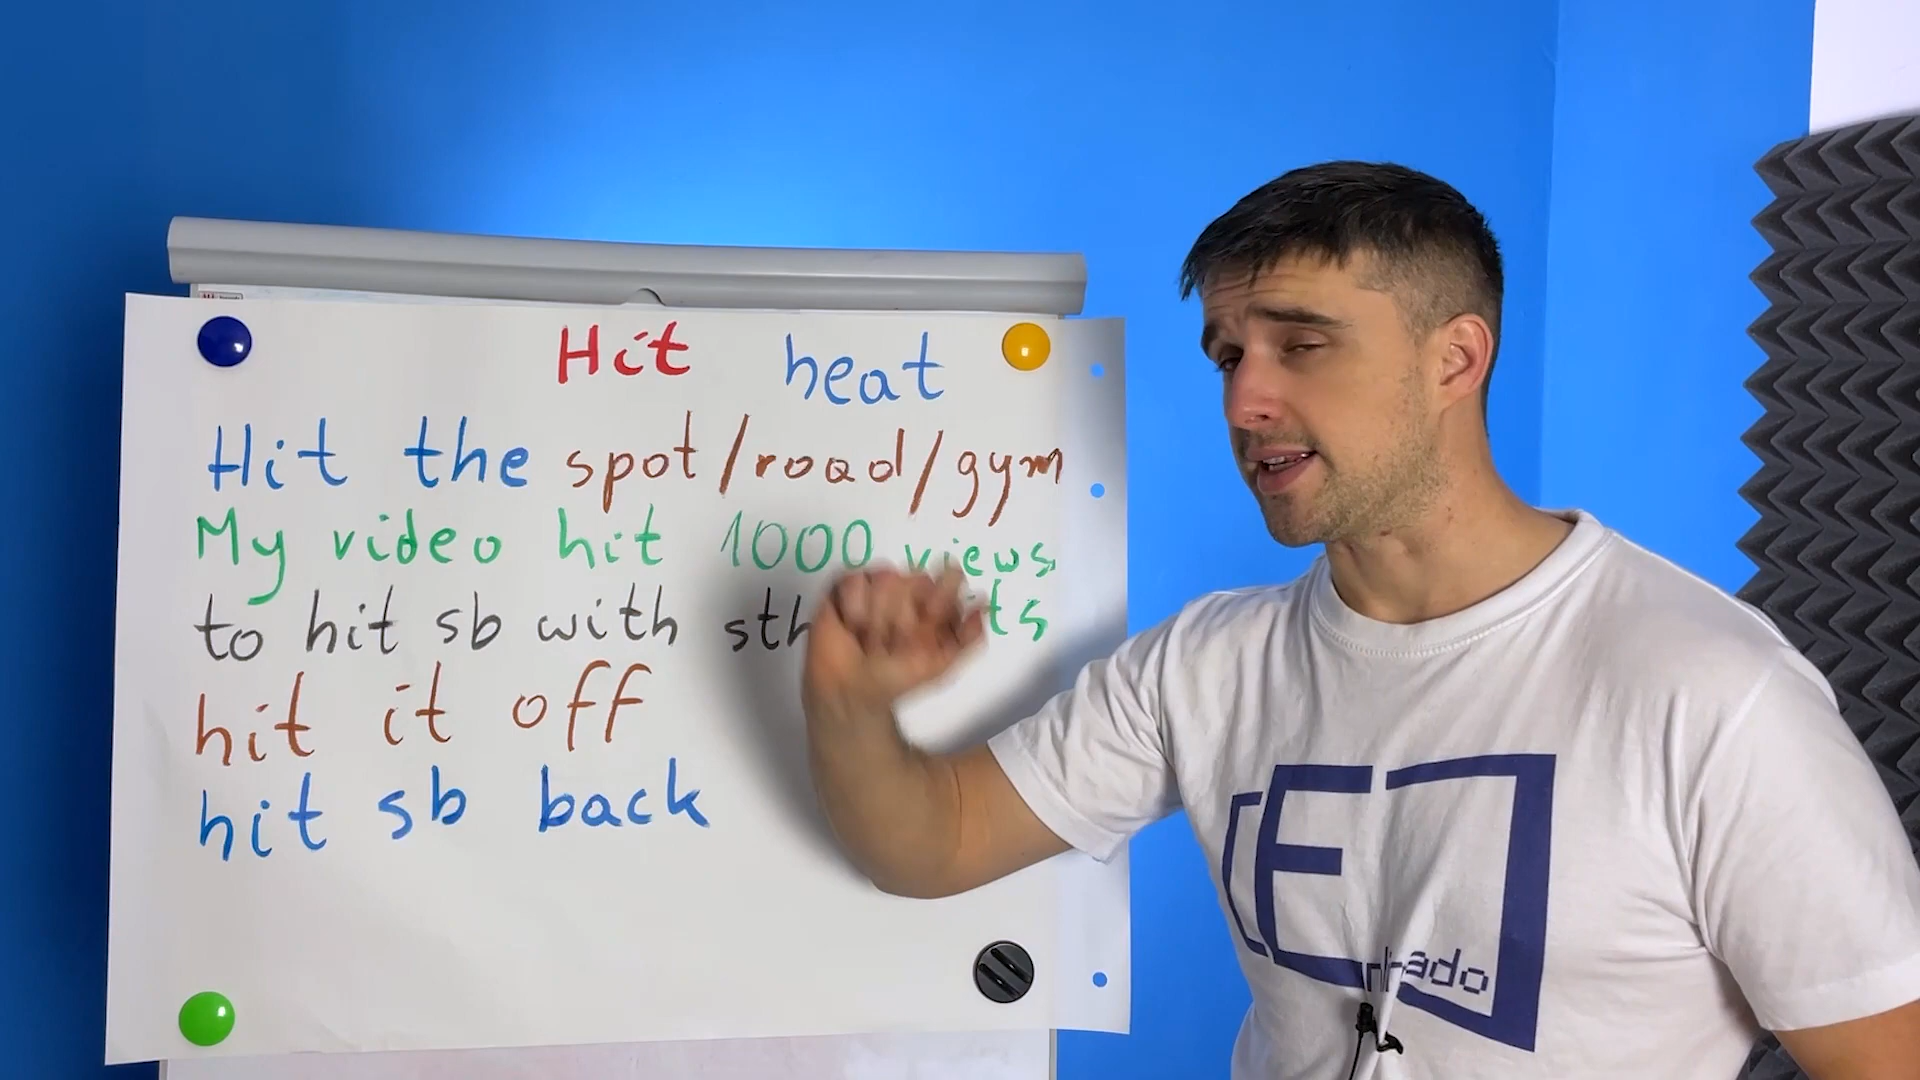 Hit heat
Hit the spot/road/gym
My video hit 1000 views
to hit sb with sth
hit it off
hit sb back